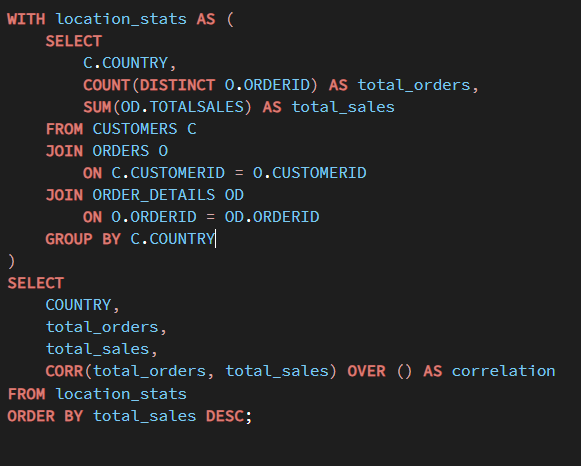 WITH location_stats AS (
    SELECT
        C.COUNTRY,
        COUNT(DISTINCT O.ORDERID) AS total_orders,
        SUM(OD.TOTALSALES) AS total_sales
    FROM CUSTOMERS C
    JOIN ORDERS O
        ON C.CUSTOMERID = O.CUSTOMERID
    JOIN ORDER_DETAILS OD
        ON O.ORDERID = OD.ORDERID
    GROUP BY C.COUNTRY
)
SELECT
    COUNTRY,
    total_orders,
    total_sales,
    CORR(total_orders, total_sales) OVER () AS correlation
FROM location_stats
ORDER BY total_sales DESC;